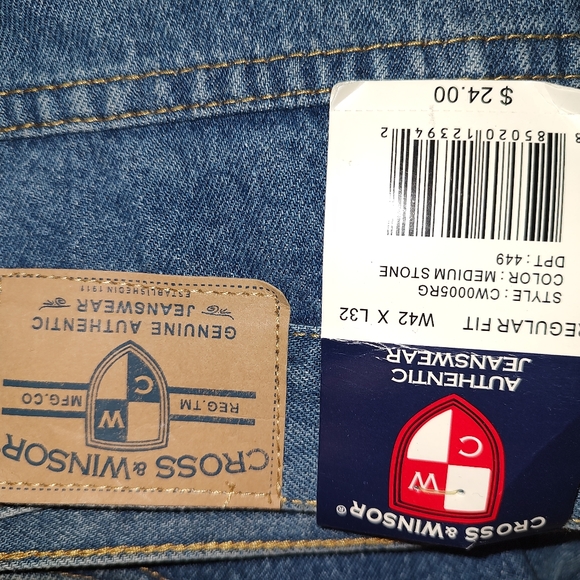 CROSS & WINSOR®
W
C
AUTHENTIC
JEANSWEAR
REGULAR FIT W42 X L32
STYLE : CW0005RG
COLOR : MEDIUM STONE
DPT : 449
8 85020 12394 2
$ 24.00
CROSS & WINSOR
REG.TM W MFG.CO
C
GENUINE AUTHENTIC
JEANSWEAR
ESTABLISHED IN 1911